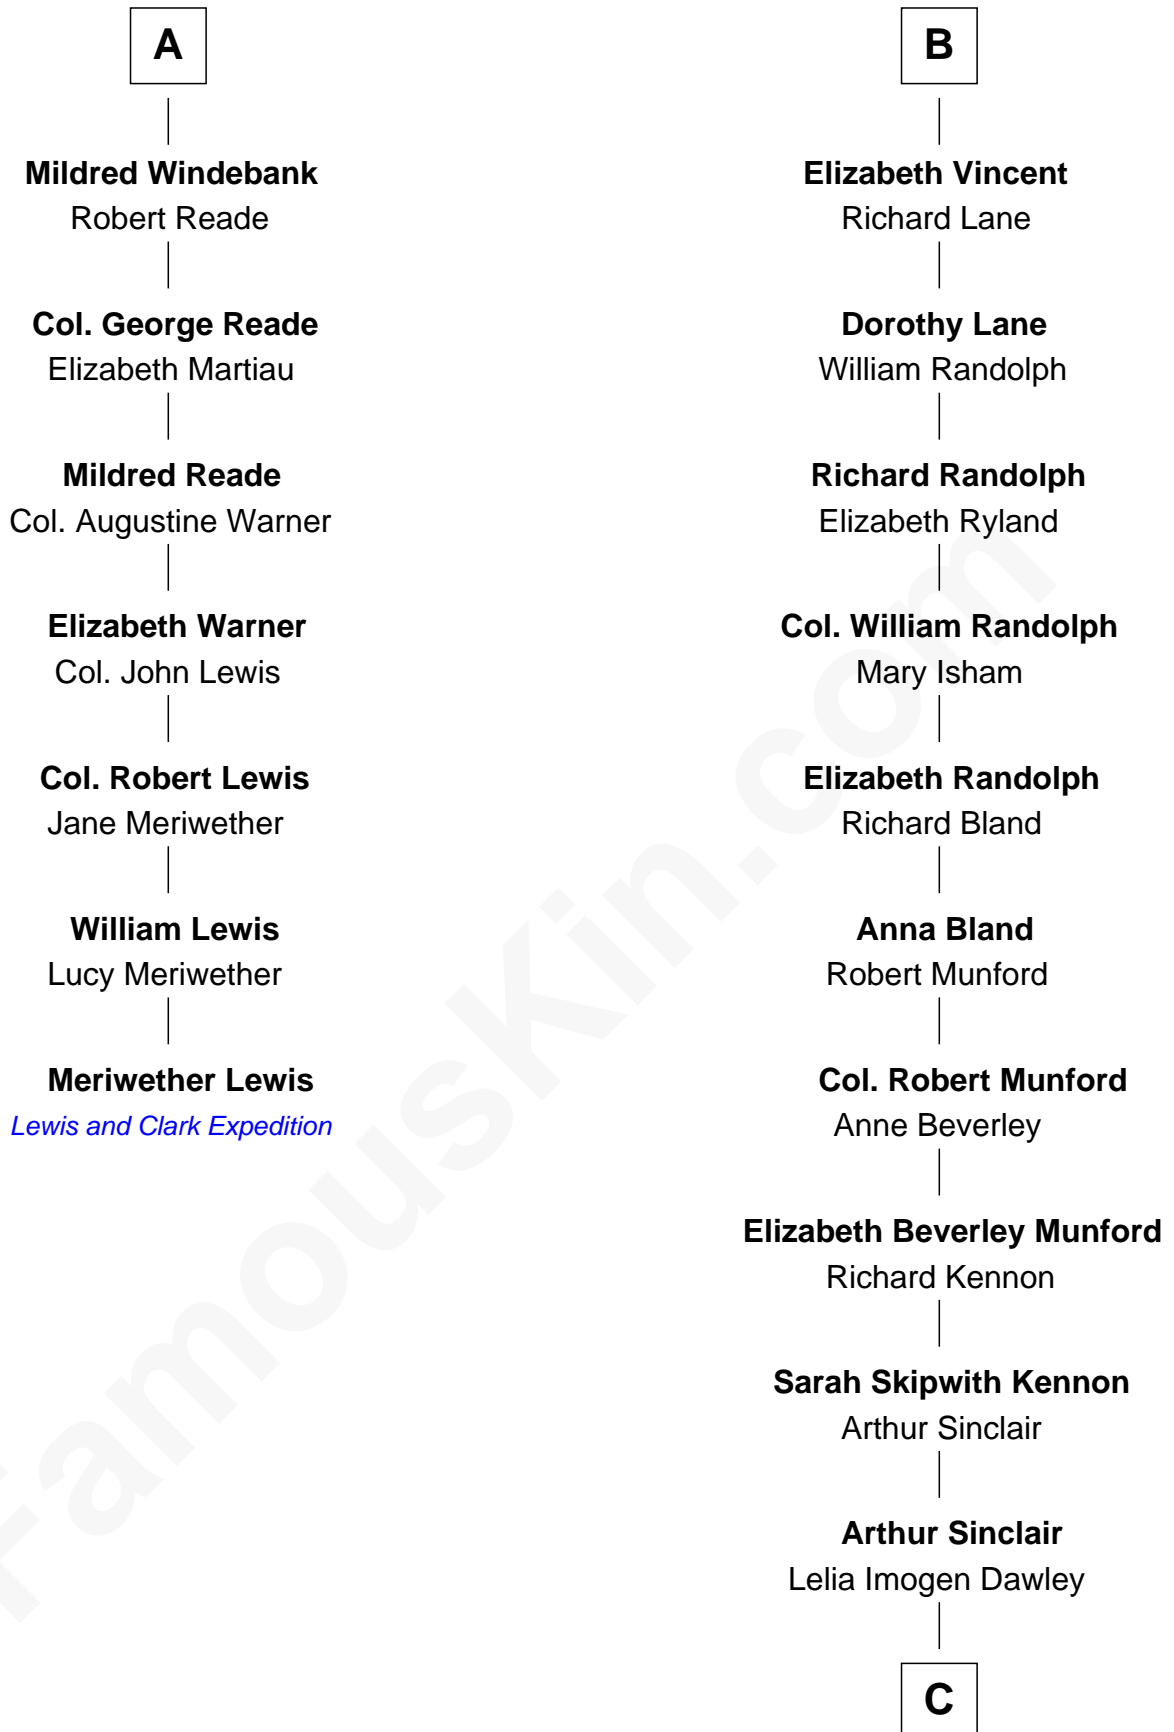 A
Mildred Windebank
Robert Reade
Col. George Reade
Elizabeth Martiau
Mildred Reade
Col. Augustine Warner
Elizabeth Warner
Col. John Lewis
Col. Robert Lewis
Jane Meriwether
William Lewis
Lucy Meriwether
Meriwether Lewis
Lewis and Clark Expedition
B
Elizabeth Vincent
Richard Lane
Dorothy Lane
William Randolph
Richard Randolph
Elizabeth Ryland
Col. William Randolph
Mary Isham
Elizabeth Randolph
Richard Bland
Anna Bland
Robert Munford
Col. Robert Munford
Anne Beverley
Elizabeth Beverley Munford
Richard Kennon
Sarah Skipwith Kennon
Arthur Sinclair
Arthur Sinclair
Lelia Imogen Dawley
C
FamousKin.com